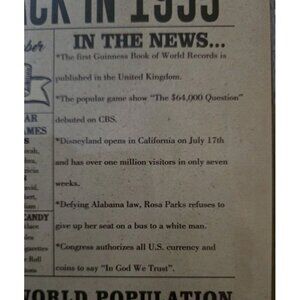 BACK IN 1955
IN THE NEWS...
*The first Guinness Book of World Records is
published in the United Kingdom.
*The popular game show "The $64,000 Question"
debuted on CBS.
*Disneyland opens in California on July 17th
and has over one million visitors in only seven
weeks.
*Defying Alabama law, Rosa Parks refuses to
give up her seat on a bus to a white man.
*Congress authorizes all U.S. currency and
coins to say "In God We Trust".
CANDY
WORLD POPULATION